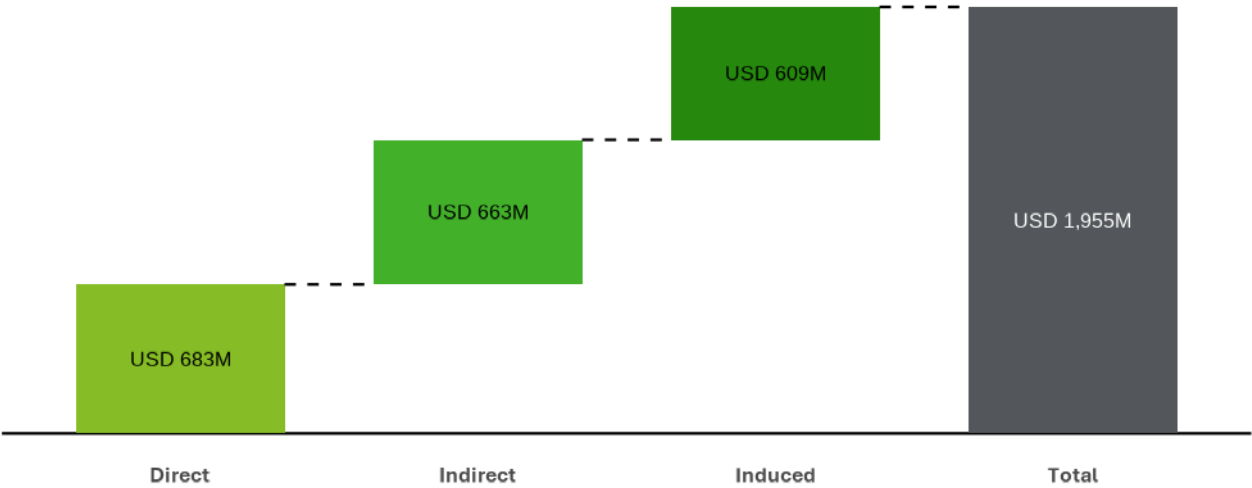 USD 609M
USD 663M
USD 1,955M
USD 683M
Direct
Indirect
Induced
Total